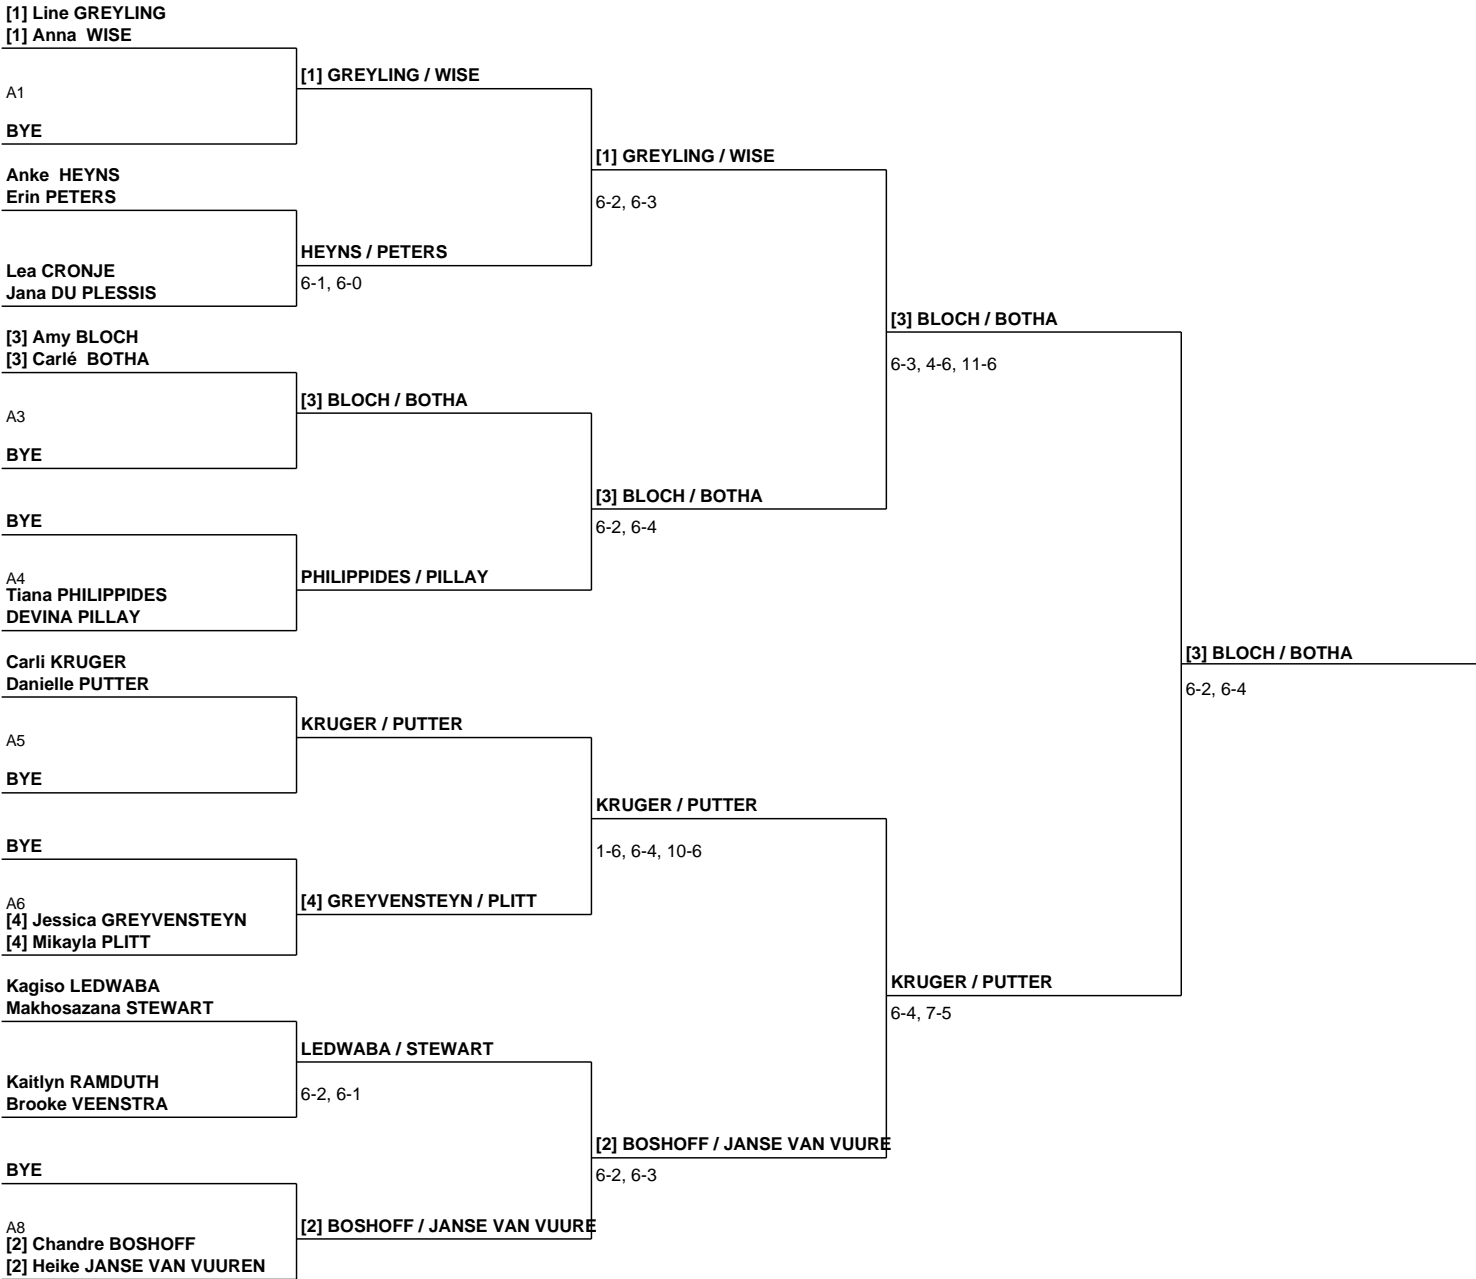 [1] Line GREYLING
[1] Anna  WISE
[1] GREYLING / WISE
A1
BYE
[1] GREYLING / WISE
Anke  HEYNS
Erin PETERS
6-2, 6-3
HEYNS / PETERS
Lea CRONJE
6-1, 6-0
Jana DU PLESSIS
[3] BLOCH / BOTHA
[3] Amy BLOCH
[3] Carlé  BOTHA
6-3, 4-6, 11-6
[3] BLOCH / BOTHA
A3
BYE
[3] BLOCH / BOTHA
BYE
6-2, 6-4
A4
PHILIPPIDES / PILLAY
Tiana PHILIPPIDES
DEVINA PILLAY
[3] BLOCH / BOTHA
Carli KRUGER
Danielle PUTTER
6-2, 6-4
KRUGER / PUTTER
A5
BYE
KRUGER / PUTTER
BYE
1-6, 6-4, 10-6
A6
[4] GREYVENSTEYN / PLITT
[4] Jessica GREYVENSTEYN
[4] Mikayla PLITT
KRUGER / PUTTER
Kagiso LEDWABA
Makhosazana STEWART
6-4, 7-5
LEDWABA / STEWART
Kaitlyn RAMDUTH
6-2, 6-1
Brooke VEENSTRA
[2] BOSHOFF / JANSE VAN VUURE
BYE
6-2, 6-3
A8
[2] BOSHOFF / JANSE VAN VUURE
[2] Chandre BOSHOFF
[2] Heike JANSE VAN VUUREN